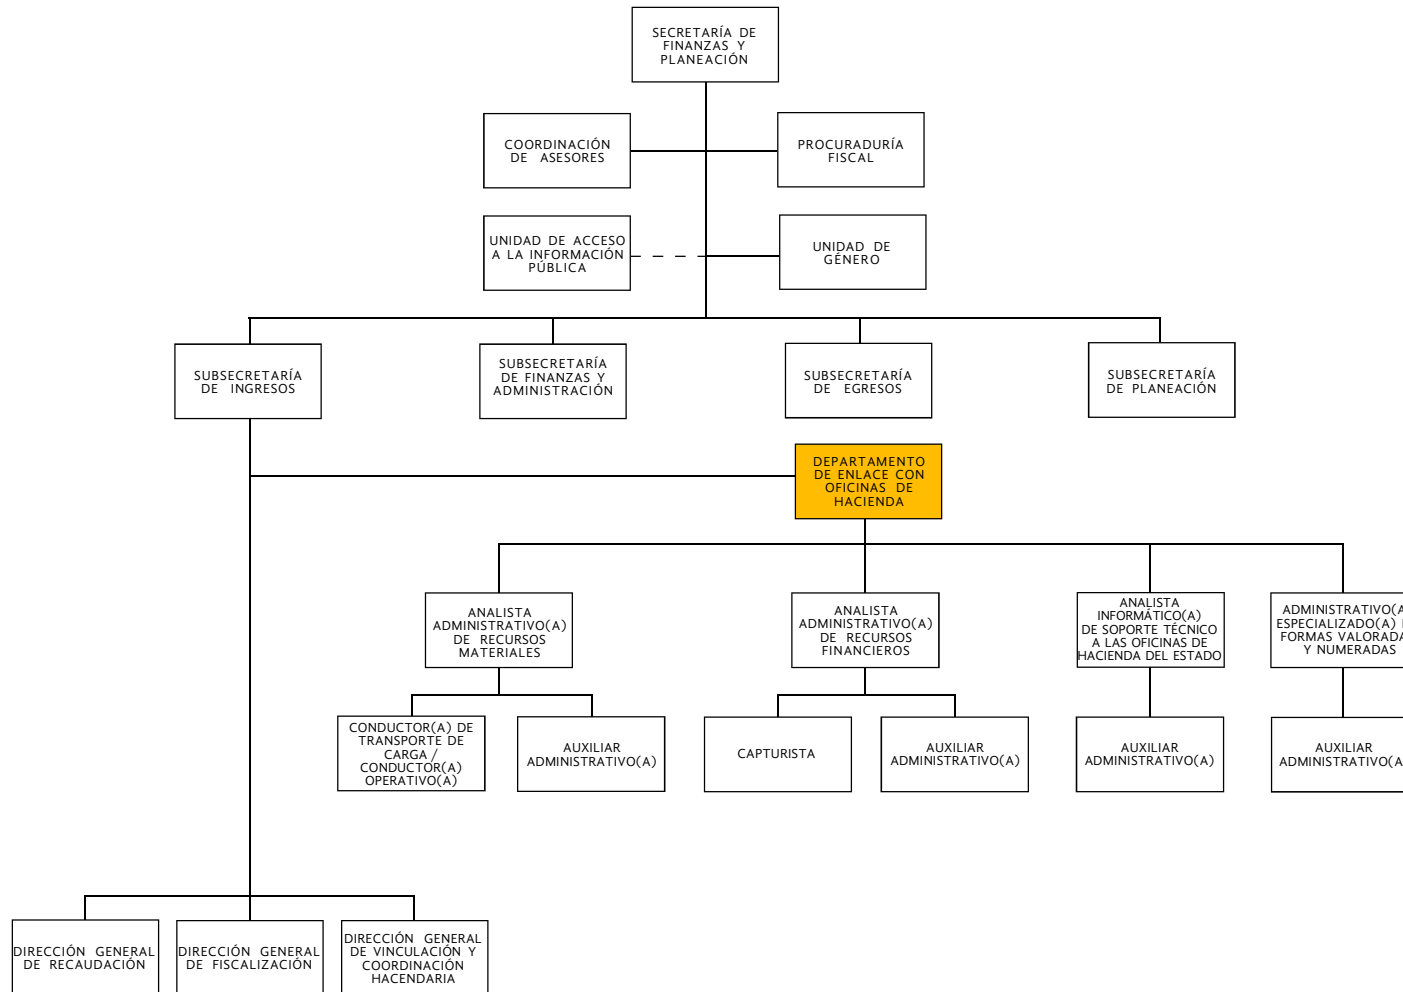 SECRETARÍA DE
FINANZAS Y
PLANEACIÓN
COORDINACIÓN
DE ASESORES
PROCURADURÍA
FISCAL
UNIDAD DE ACCESO
A LA INFORMACIÓN
PÚBLICA
UNIDAD DE
GÉNERO
SUBSECRETARÍA
DE INGRESOS
SUBSECRETARÍA
DE FINANZAS Y
ADMINISTRACIÓN
SUBSECRETARÍA
DE EGRESOS
SUBSECRETARÍA
DE PLANEACIÓN
DEPARTAMENTO
DE ENLACE CON
OFICINAS DE
HACIENDA
ANALISTA
ADMINISTRATIVO(A)
DE RECURSOS
MATERIALES
ANALISTA
ADMINISTRATIVO(A)
DE RECURSOS
FINANCIEROS
ANALISTA
INFORMÁTICO(A)
DE SOPORTE TÉCNICO
A LAS OFICINAS DE
HACIENDA DEL ESTADO
ADMINISTRATIVO(A
ESPECIALIZADO(A)
FORMAS VALORADA
Y NUMERADAS
CONDUCTOR(A) DE
TRANSPORTE DE
CARGA /
CONDUCTOR(A)
OPERATIVO(A)
AUXILIAR
ADMINISTRATIVO(A)
CAPTURISTA
AUXILIAR
ADMINISTRATIVO(A)
AUXILIAR
ADMINISTRATIVO(A)
AUXILIAR
ADMINISTRATIVO(A
DIRECCIÓN GENERAL
DE RECAUDACIÓN
DIRECCIÓN GENERAL
DE FISCALIZACIÓN
DIRECCIÓN GENERAL
DE VINCULACIÓN Y
COORDINACIÓN
HACENDARIA